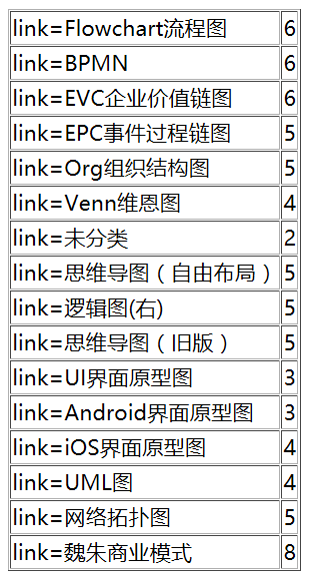 link=Flowchart流程图 6
link=BPMN 6
link=EVC企业价值链图 6
link=EPC事件过程链图 5
link=Org组织结构图 5
link=Venn维恩图 4
link=未分类 2
link=思维导图（自由布局） 5
link=逻辑图(右) 5
link=思维导图（旧版） 5
link=UI界面原型图 3
link=Android界面原型图 3
link=iOS界面原型图 4
link=UML图 4
link=网络拓扑图 5
link=魏朱商业模式 8